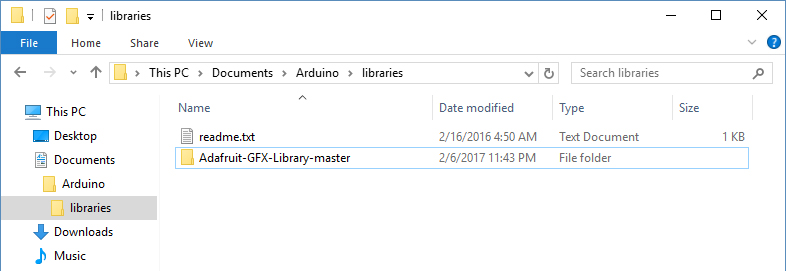 libraries
File Home Share View
This PC Documents Arduino libraries Search libraries
Name Date modified Type Size
This PC
Desktop
Documents
Arduino
libraries
Downloads
Music
readme.txt 2/16/2016 4:50 AM Text Document 1 KB
Adafruit-GFX-Library-master 2/6/2017 11:43 PM File folder